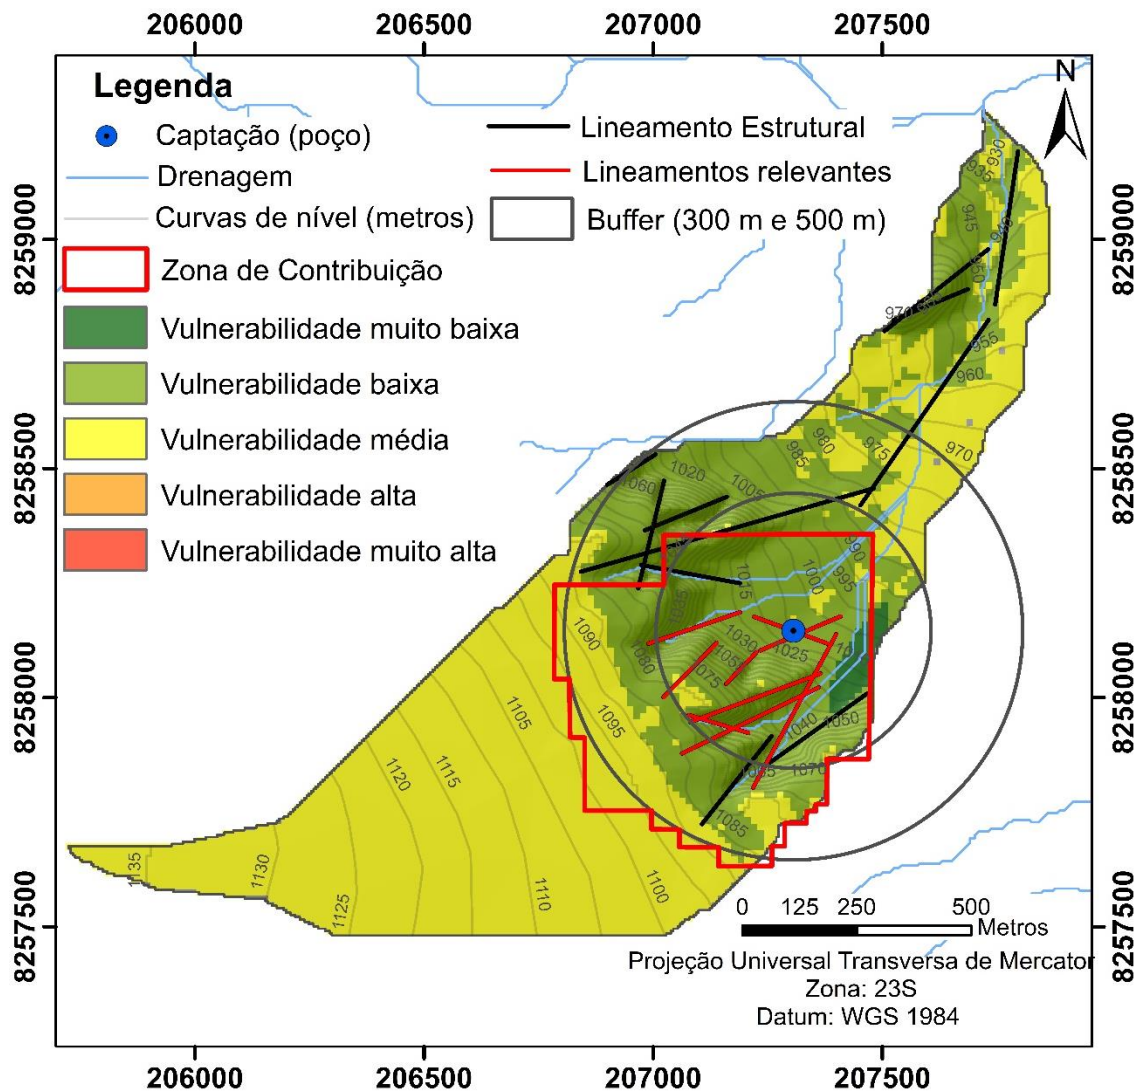 206000 206500 207000 207500
N
Legenda
Captação (poço)
Drenagem
Curvas de nível (metros)
Zona de Contribuição
Vulnerabilidade muito baixa
Vulnerabilidade baixa
Vulnerabilidade média
Vulnerabilidade alta
Vulnerabilidade muito alta
Lineamento Estrutural
Lineamentos relevantes
Buffer (300 m e 500 m)
8259000
8258500
8258000
8257500
8259000
8258500
8258000
8257500
930
935
945
940
950
970
955
960
970
975
980
985
990
995
1000
1005
1020
1060
1015
1035
1030
1025
1050
1075
1080
1090
1095
1040
1050
1070
1085
1100
1105
1110
1115
1120
1125
1130
1135
0 125 250 500
Metros
Projeção Universal Transversa de Mercator
Zona: 23S
Datum: WGS 1984
206000 206500 207000 207500